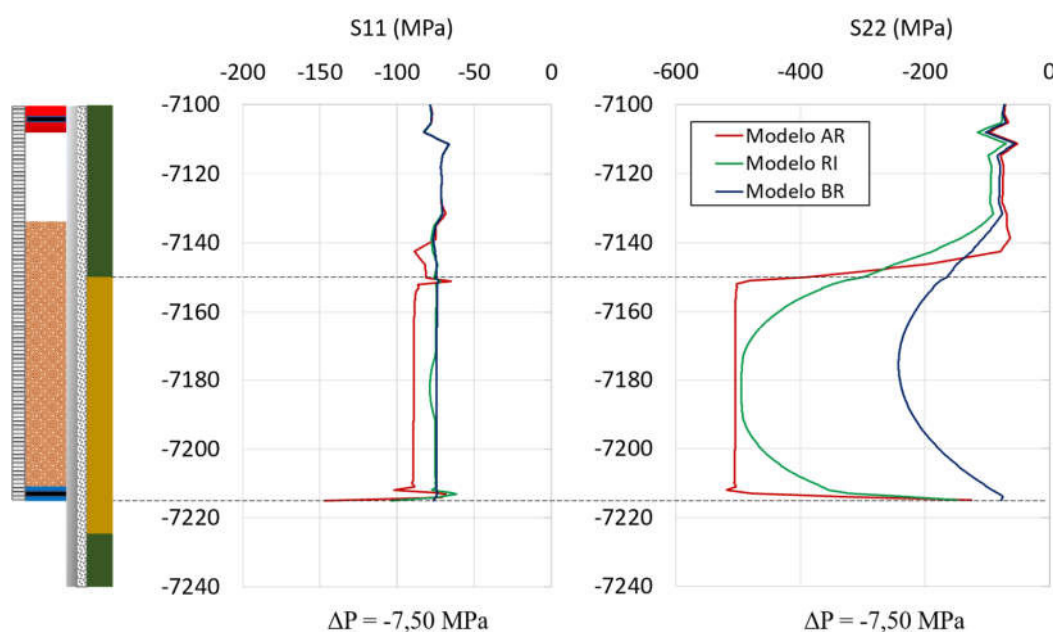 S11 (MPa)
-200 -150 -100 -50 0
S22 (MPa)
-600 -400 -200 0
-7100
-7120
-7140
-7160
-7180
-7200
-7220
-7240
-7100
-7120
-7140
-7160
-7180
-7200
-7220
-7240
Modelo AR
Modelo RI
Modelo BR
ΔP = -7,50 MPa
ΔP = -7,50 MPa